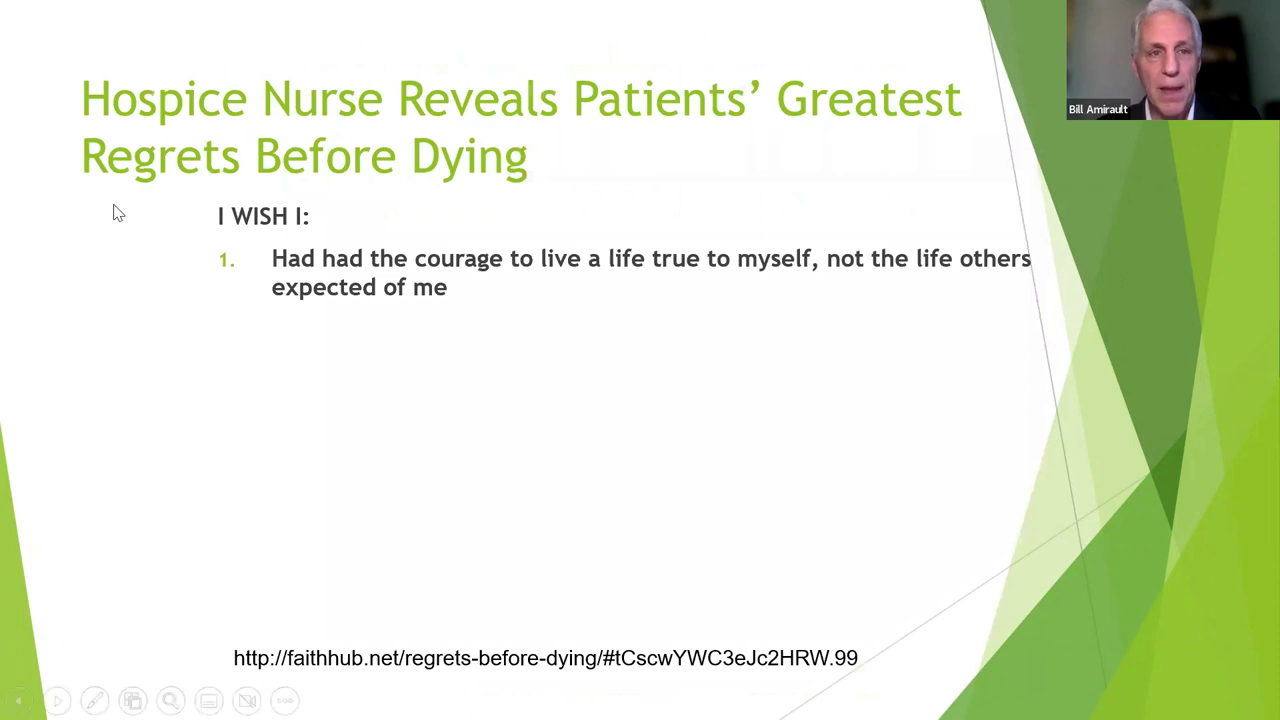 Hospice Nurse Reveals Patients’ Greatest
Regrets Before Dying
Bill Amirault
I WISH I:
1. Had had the courage to live a life true to myself, not the life others
expected of me
http://faithhub.net/regrets-before-dying/#tCscwYWC3eJc2HRW.99